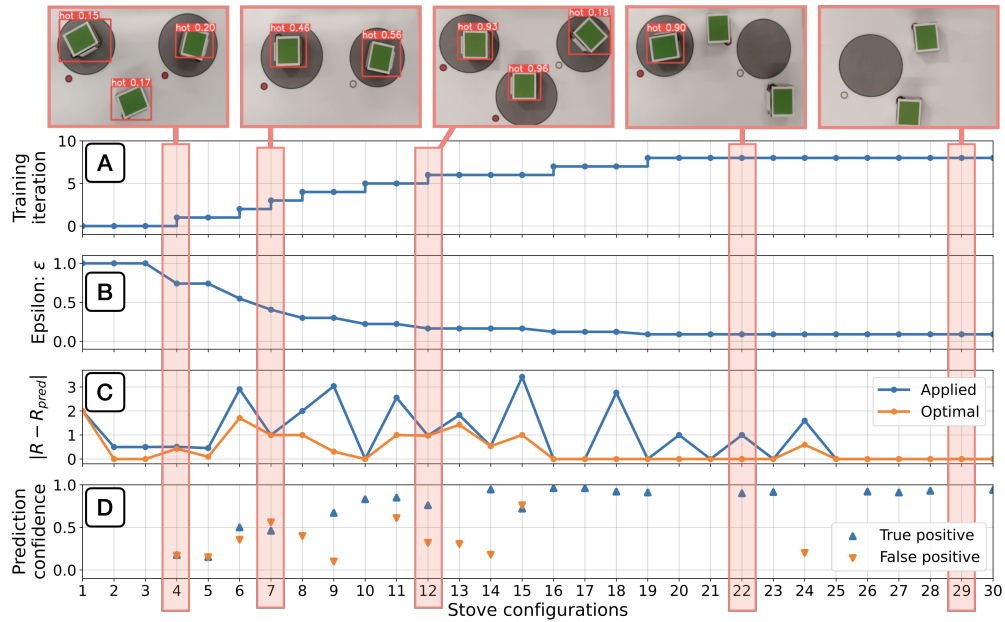 hot 0.15
hot 0.20
hot 0.17
hot 0.46
hot 0.56
hot 0.93
hot 0.18
hot 0.96
hot 0.90
A
Training
iteration
10
5
0
B
Epsilon: ε
1.0
0.5
0.0
C
|R − R_pred|
3
2
1
0
Applied
Optimal
D
Prediction
confidence
1.0
0.5
0.0
True positive
False positive
1 2 3 4 5 6 7 8 9 10 11 12 13 14 15 16 17 18 19 20 21 22 23 24 25 26 27 28 29 30
Stove configurations